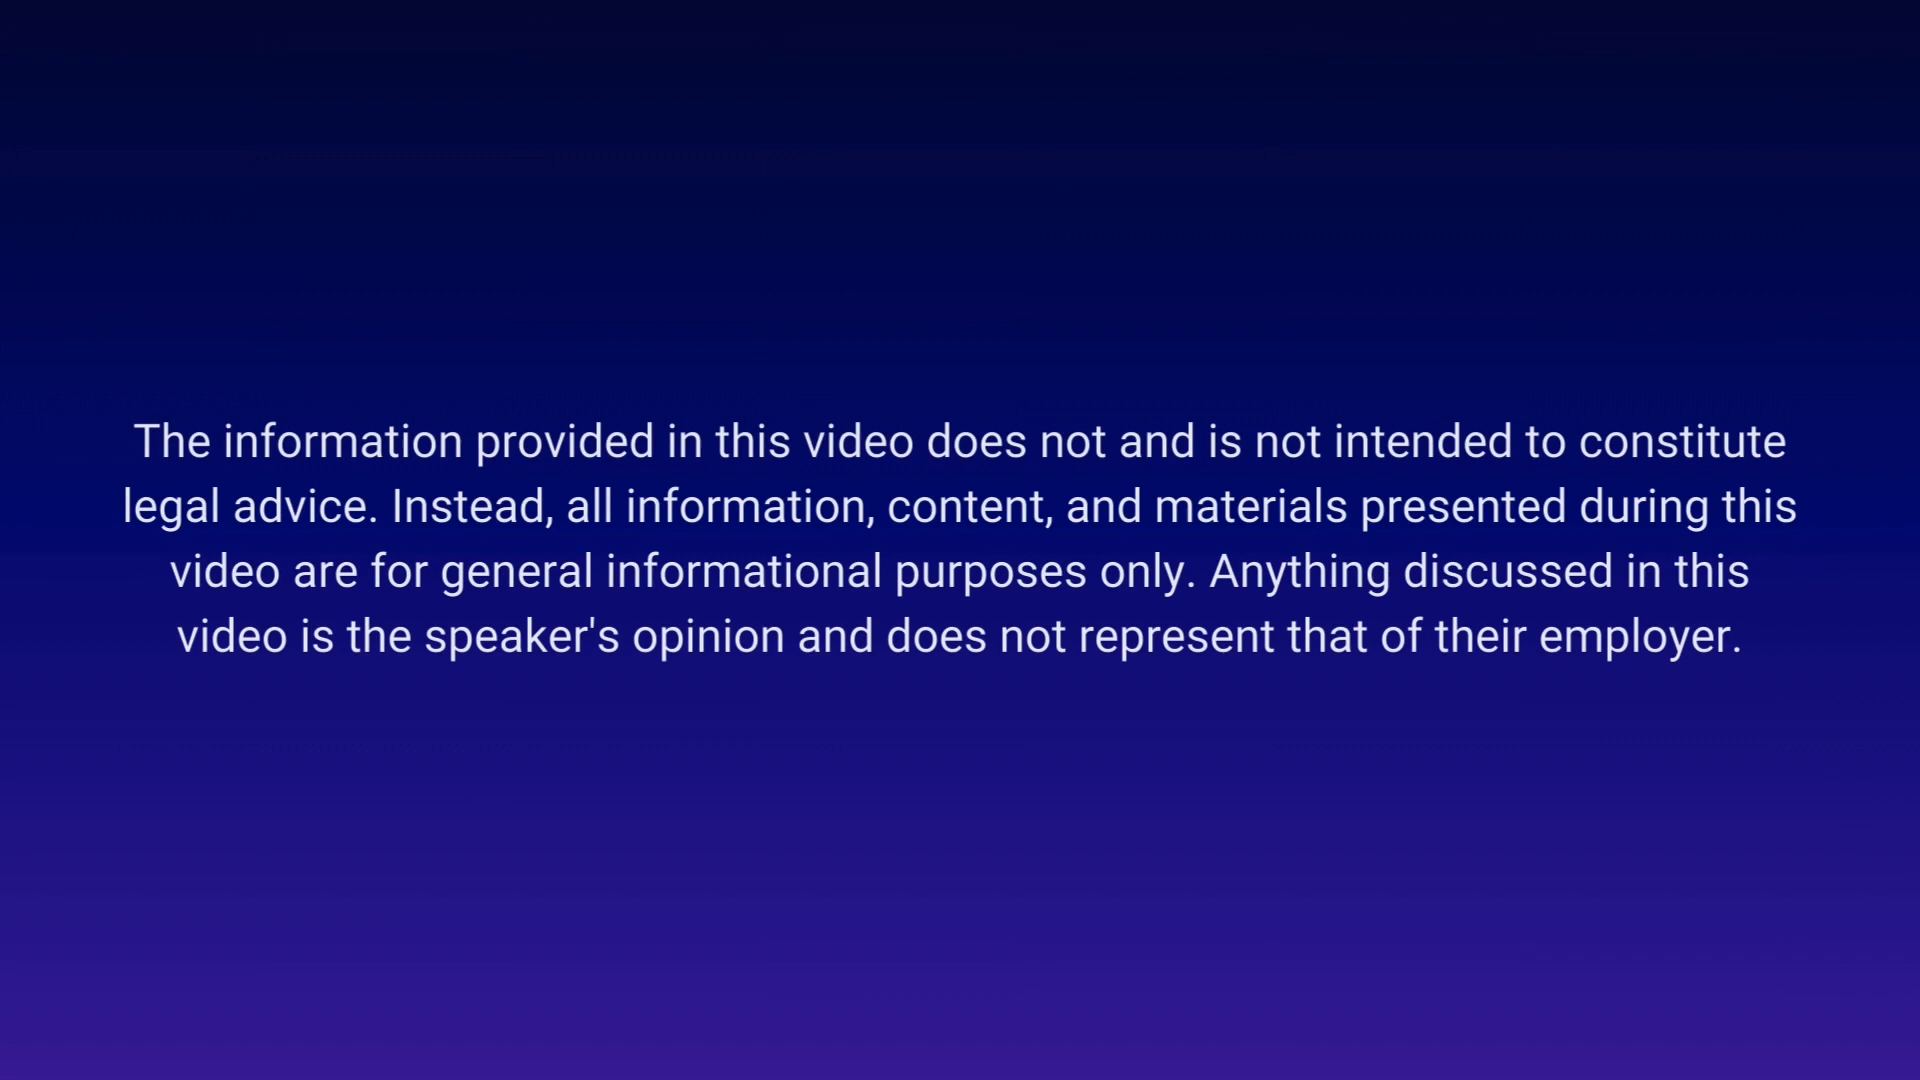 The information provided in this video does not and is not intended to constitute
legal advice. Instead, all information, content, and materials presented during this
video are for general informational purposes only. Anything discussed in this
video is the speaker's opinion and does not represent that of their employer.